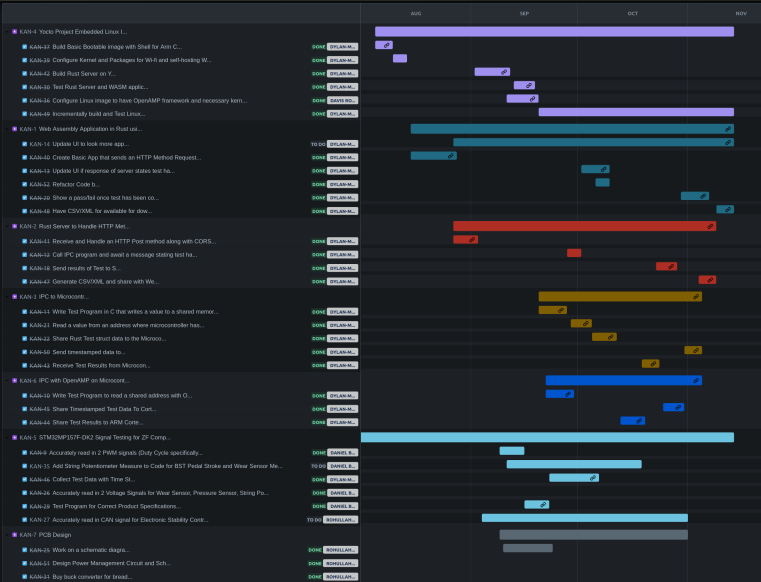 AUG SEP OCT NOV
KAN-4 Yocto Project Embedded Linux I...
KAN-37 Build Basic Bootable image with Shell for Arm C... DONE DYLAN-M...
KAN-39 Configure Kernel and Packages for Wi-fi and self-hosting W... DONE DYLAN-M...
KAN-42 Build Rust Server on Y... DONE DYLAN-M...
KAN-30 Test Rust Server and WASM applic... DONE DYLAN-M...
KAN-36 Configure Linux image to have OpenAMP framework and necessary kern... DONE DAVIS RO...
KAN-49 Incrementally build and Test Linux... DONE DYLAN-M...
KAN-1 Web Assembly Application in Rust usi...
KAN-14 Update UI to look more app... TO DO DYLAN-M...
KAN-40 Create Basic App that sends an HTTP Method Request... DONE DYLAN-M...
KAN-13 Update UI if response of server states test ha... DONE DYLAN-M...
KAN-52 Refactor Code b... DONE DYLAN-M...
KAN-20 Show a pass/fail once test has been co... DONE DYLAN-M...
KAN-48 Have CSV/XML for available for dow... DONE DYLAN-M...
KAN-2 Rust Server to Handle HTTP Met...
KAN-41 Receive and Handle an HTTP Post method along with CORS... DONE DYLAN-M...
KAN-12 Call IPC program and await a message stating test ha... DONE DYLAN-M...
KAN-18 Send results of Test to S... DONE DYLAN-M...
KAN-47 Generate CSV/XML and share with We... DONE DYLAN-M...
KAN-3 IPC to Microcontr...
KAN-11 Write Test Program in C that writes a value to a shared memor... DONE DYLAN-M...
KAN-21 Read a value from an address where microcontroller has... DONE DYLAN-M...
KAN-22 Share Rust Test struct data to the Microco... DONE DYLAN-M...
KAN-50 Send timestamped data to... DONE DYLAN-M...
KAN-43 Receive Test Results from Microcon... DONE DYLAN-M...
KAN-6 IPC with OpenAMP on Microcont...
KAN-10 Write Test Program to read a shared address with O... DONE DYLAN-M...
KAN-45 Share Timestamped Test Data To Cort... DONE DYLAN-M...
KAN-44 Share Test Results to ARM Corte... DONE DYLAN-M...
KAN-5 STM32MP157F-DK2 Signal Testing for ZF Comp...
KAN-9 Accurately read in 2 PWM signals (Duty Cycle specifically... DONE DANIEL B...
KAN-35 Add String Potentiometer Measure to Code for BST Pedal Stroke and Wear Sensor Me... TO DO DANIEL B...
KAN-46 Collect Test Data with Time St... DONE DYLAN-M...
KAN-26 Accurately read in 2 Voltage Signals for Wear Sensor, Pressure Sensor, String Po... DONE DANIEL B...
KAN-28 Test Program for Correct Product Specifications... DONE DANIEL B...
KAN-27 Accurately read in CAN signal for Electronic Stability Contr... TO DO ROHULLAH...
KAN-7 PCB Design
KAN-25 Work on a schematic diagra... DONE ROHULLAH...
KAN-51 Design Power Management Circuit and Sch... DONE ROHULLAH...
KAN-31 Buy buck converter for bread... DONE ROHULLAH...